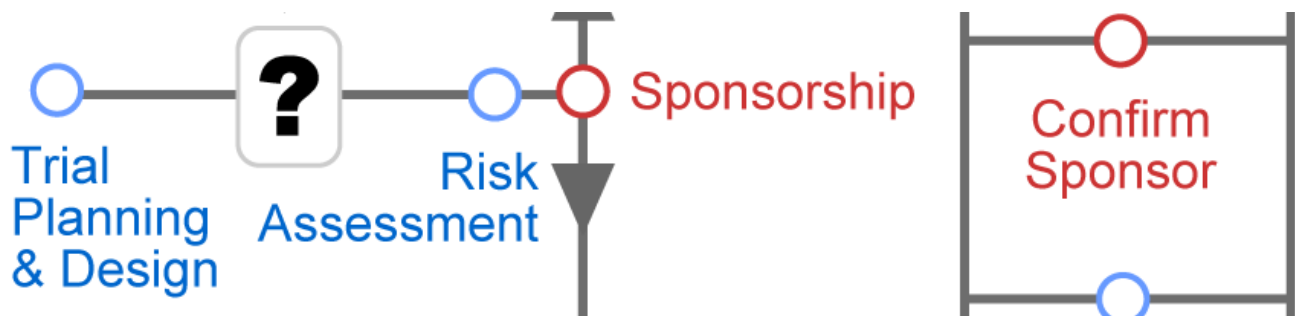 ?
Sponsorship
Trial
Planning
& Design
Risk
Assessment
Confirm
Sponsor